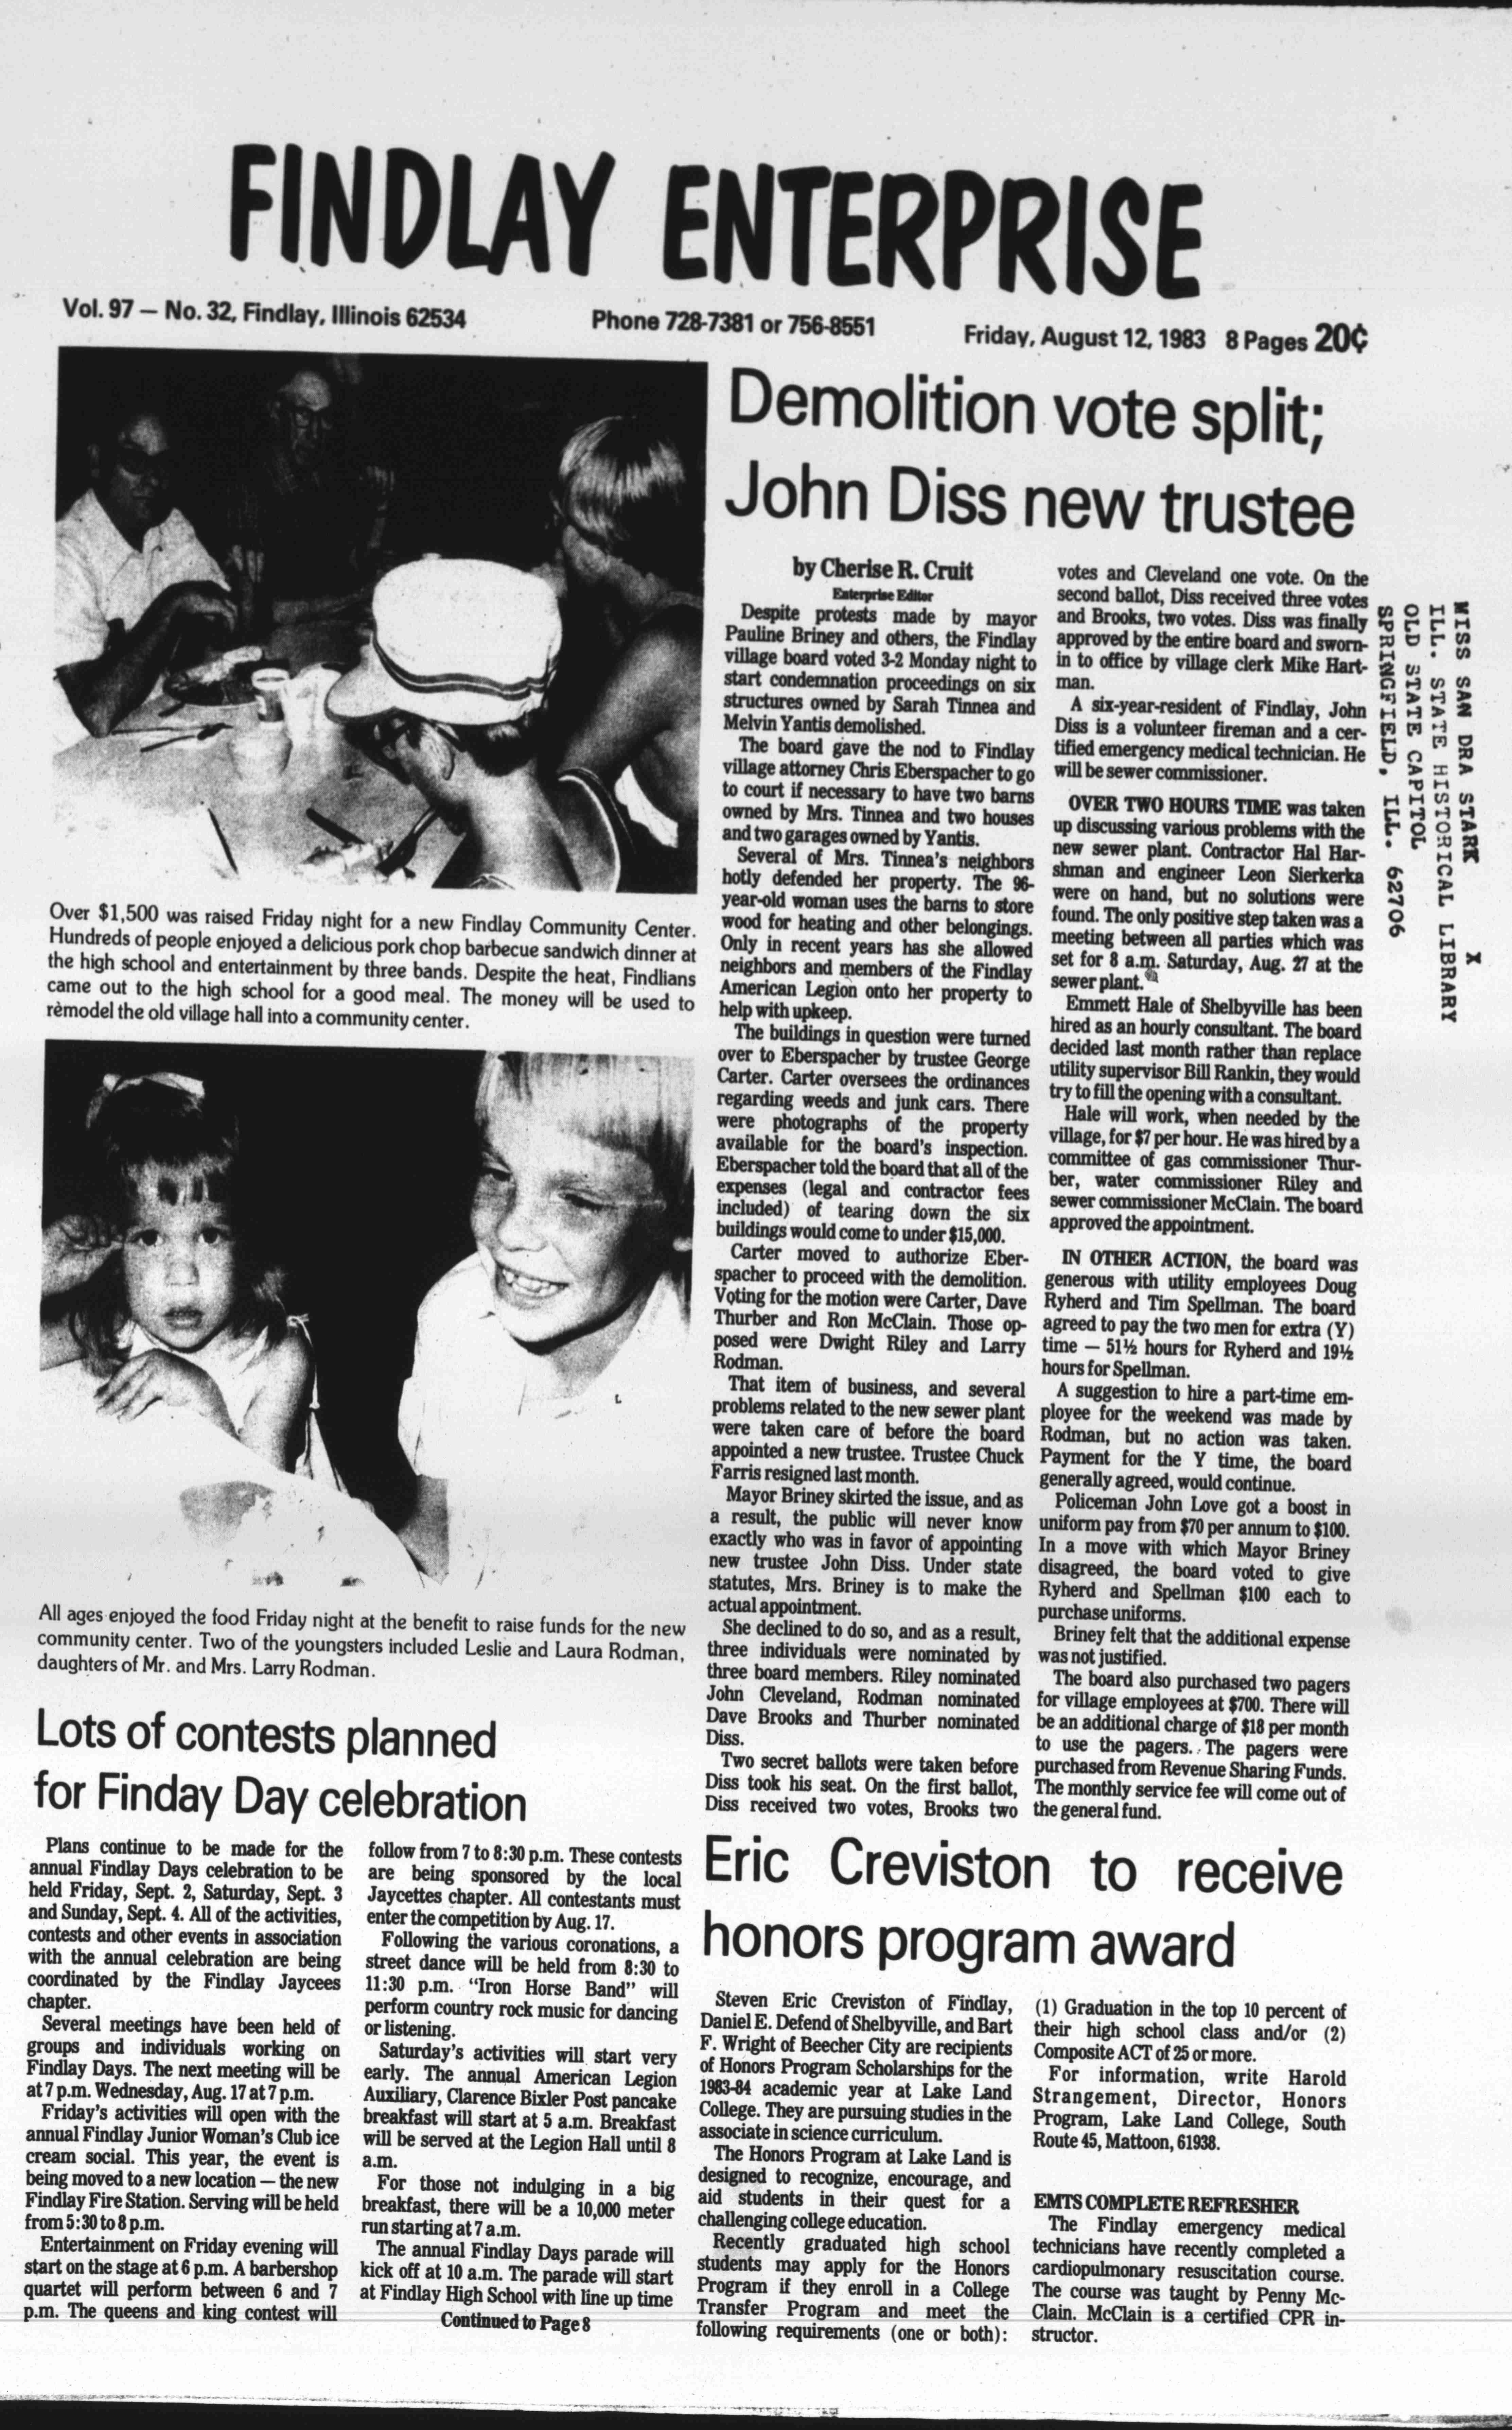 FINDLAY ENTERPRISE
Vol. 97 — No. 32, Findlay, Illinois 62534
Phone 728-7381 or 756-8551
Friday, August 12, 1983 8 Pages 20¢
Over $1,500 was raised Friday night for a new Findlay Community Center.
Hundreds of people enjoyed a delicious pork chop barbecue sandwich dinner at
the high school and entertainment by three bands. Despite the heat, Findlians
came out to the high school for a good meal. The money will be used to
remodel the old village hall into a community center.
All ages enjoyed the food Friday night at the benefit to raise funds for the new
community center. Two of the youngsters included Leslie and Laura Rodman,
daughters of Mr. and Mrs. Larry Rodman.
Demolition vote split;
John Diss new trustee
by Cherise R. Cruit
Enterprise Editor
Despite protests made by mayor
Pauline Briney and others, the Findlay
village board voted 3-2 Monday night to
start condemnation proceedings on six
structures owned by Sarah Tinnea and
Melvin Yantis demolished.
The board gave the nod to Findlay
village attorney Chris Eberspacher to go
to court if necessary to have two barns
owned by Mrs. Tinnea and two houses
and two garages owned by Yantis.
Several of Mrs. Tinnea's neighbors
hotly defended her property. The 96-
year-old woman uses the barns to store
wood for heating and other belongings.
Only in recent years has she allowed
neighbors and members of the Findlay
American Legion onto her property to
help with upkeep.
The buildings in question were turned
over to Eberspacher by trustee George
Carter. Carter oversees the ordinances
regarding weeds and junk cars. There
were photographs of the property
available for the board's inspection.
Eberspacher told the board that all of the
expenses (legal and contractor fees
included) of tearing down the six
buildings would come to under $15,000.
Carter moved to authorize Eber-
spacher to proceed with the demolition.
Voting for the motion were Carter, Dave
Thurber and Ron McClain. Those op-
posed were Dwight Riley and Larry
Rodman.
That item of business, and several
problems related to the new sewer plant
were taken care of before the board
appointed a new trustee. Trustee Chuck
Farris resigned last month.
Mayor Briney skirted the issue, and as
a result, the public will never know
exactly who was in favor of appointing
new trustee John Diss. Under state
statutes, Mrs. Briney is to make the
actual appointment.
She declined to do so, and as a result,
three individuals were nominated by
three board members. Riley nominated
John Cleveland, Rodman nominated
Dave Brooks and Thurber nominated
Diss.
Two secret ballots were taken before
Diss took his seat. On the first ballot,
Diss received two votes, Brooks two
votes and Cleveland one vote. On the
second ballot, Diss received three votes
and Brooks, two votes. Diss was finally
approved by the entire board and sworn-
in to office by village clerk Mike Hart-
man.
A six-year-resident of Findlay, John
Diss is a volunteer fireman and a cer-
tified emergency medical technician. He
will be sewer commissioner.
OVER TWO HOURS TIME was taken
up discussing various problems with the
new sewer plant. Contractor Hal Har-
shman and engineer Leon Sierkerka
were on hand, but no solutions were
found. The only positive step taken was a
meeting between all parties which was
set for 8 a.m. Saturday, Aug. 27 at the
sewer plant.
Emmett Hale of Shelbyville has been
hired as an hourly consultant. The board
decided last month rather than replace
utility supervisor Bill Rankin, they would
try to fill the opening with a consultant.
Hale will work, when needed by the
village, for $7 per hour. He was hired by a
committee of gas commissioner Thur-
ber, water commissioner Riley and
sewer commissioner McClain. The board
approved the appointment.
IN OTHER ACTION, the board was
generous with utility employees Doug
Ryherd and Tim Spellman. The board
agreed to pay the two men for extra (Y)
time — 51½ hours for Ryherd and 19½
hours for Spellman.
A suggestion to hire a part-time em-
ployee for the weekend was made by
Rodman, but no action was taken.
Payment for the Y time, the board
generally agreed, would continue.
Policeman John Love got a boost in
uniform pay from $70 per annum to $100.
In a move with which Mayor Briney
disagreed, the board voted to give
Ryherd and Spellman $100 each to
purchase uniforms.
Briney felt that the additional expense
was not justified.
The board also purchased two pagers
for village employees at $700. There will
be an additional charge of $18 per month
to use the pagers. The pagers were
purchased from Revenue Sharing Funds.
The monthly service fee will come out of
the general fund.
MISS SAN DRA STARK X
ILL. STATE HISTORICAL LIBRARY
OLD STATE CAPITOL
SPRINGFIELD, ILL. 62706
Lots of contests planned
for Finday Day celebration
Plans continue to be made for the
annual Findlay Days celebration to be
held Friday, Sept. 2, Saturday, Sept. 3
and Sunday, Sept. 4. All of the activities,
contests and other events in association
with the annual celebration are being
coordinated by the Findlay Jaycees
chapter.
Several meetings have been held of
groups and individuals working on
Findlay Days. The next meeting will be
at 7 p.m. Wednesday, Aug. 17 at 7 p.m.
Friday's activities will open with the
annual Findlay Junior Woman's Club ice
cream social. This year, the event is
being moved to a new location — the new
Findlay Fire Station. Serving will be held
from 5:30 to 8 p.m.
Entertainment on Friday evening will
start on the stage at 6 p.m. A barbershop
quartet will perform between 6 and 7
p.m. The queens and king contest will
follow from 7 to 8:30 p.m. These contests
are being sponsored by the local
Jaycettes chapter. All contestants must
enter the competition by Aug. 17.
Following the various coronations, a
street dance will be held from 8:30 to
11:30 p.m. "Iron Horse Band" will
perform country rock music for dancing
or listening.
Saturday's activities will start very
early. The annual American Legion
Auxiliary, Clarence Bixler Post pancake
breakfast will start at 5 a.m. Breakfast
will be served at the Legion Hall until 8
a.m.
For those not indulging in a big
breakfast, there will be a 10,000 meter
run starting at 7 a.m.
The annual Findlay Days parade will
kick off at 10 a.m. The parade will start
at Findlay High School with line up time
Continued to Page 8
Eric Creviston to receive
honors program award
Steven Eric Creviston of Findlay,
Daniel E. Defend of Shelbyville, and Bart
F. Wright of Beecher City are recipients
of Honors Program Scholarships for the
1983-84 academic year at Lake Land
College. They are pursuing studies in the
associate in science curriculum.
The Honors Program at Lake Land is
designed to recognize, encourage, and
aid students in their quest for a
challenging college education.
Recently graduated high school
students may apply for the Honors
Program if they enroll in a College
Transfer Program and meet the
following requirements (one or both):
(1) Graduation in the top 10 percent of
their high school class and/or (2)
Composite ACT of 25 or more.
For information, write Harold
Strangement, Director, Honors
Program, Lake Land College, South
Route 45, Mattoon, 61938.
EMTS COMPLETE REFRESHER
The Findlay emergency medical
technicians have recently completed a
cardiopulmonary resuscitation course.
The course was taught by Penny Mc-
Clain. McClain is a certified CPR in-
structor.